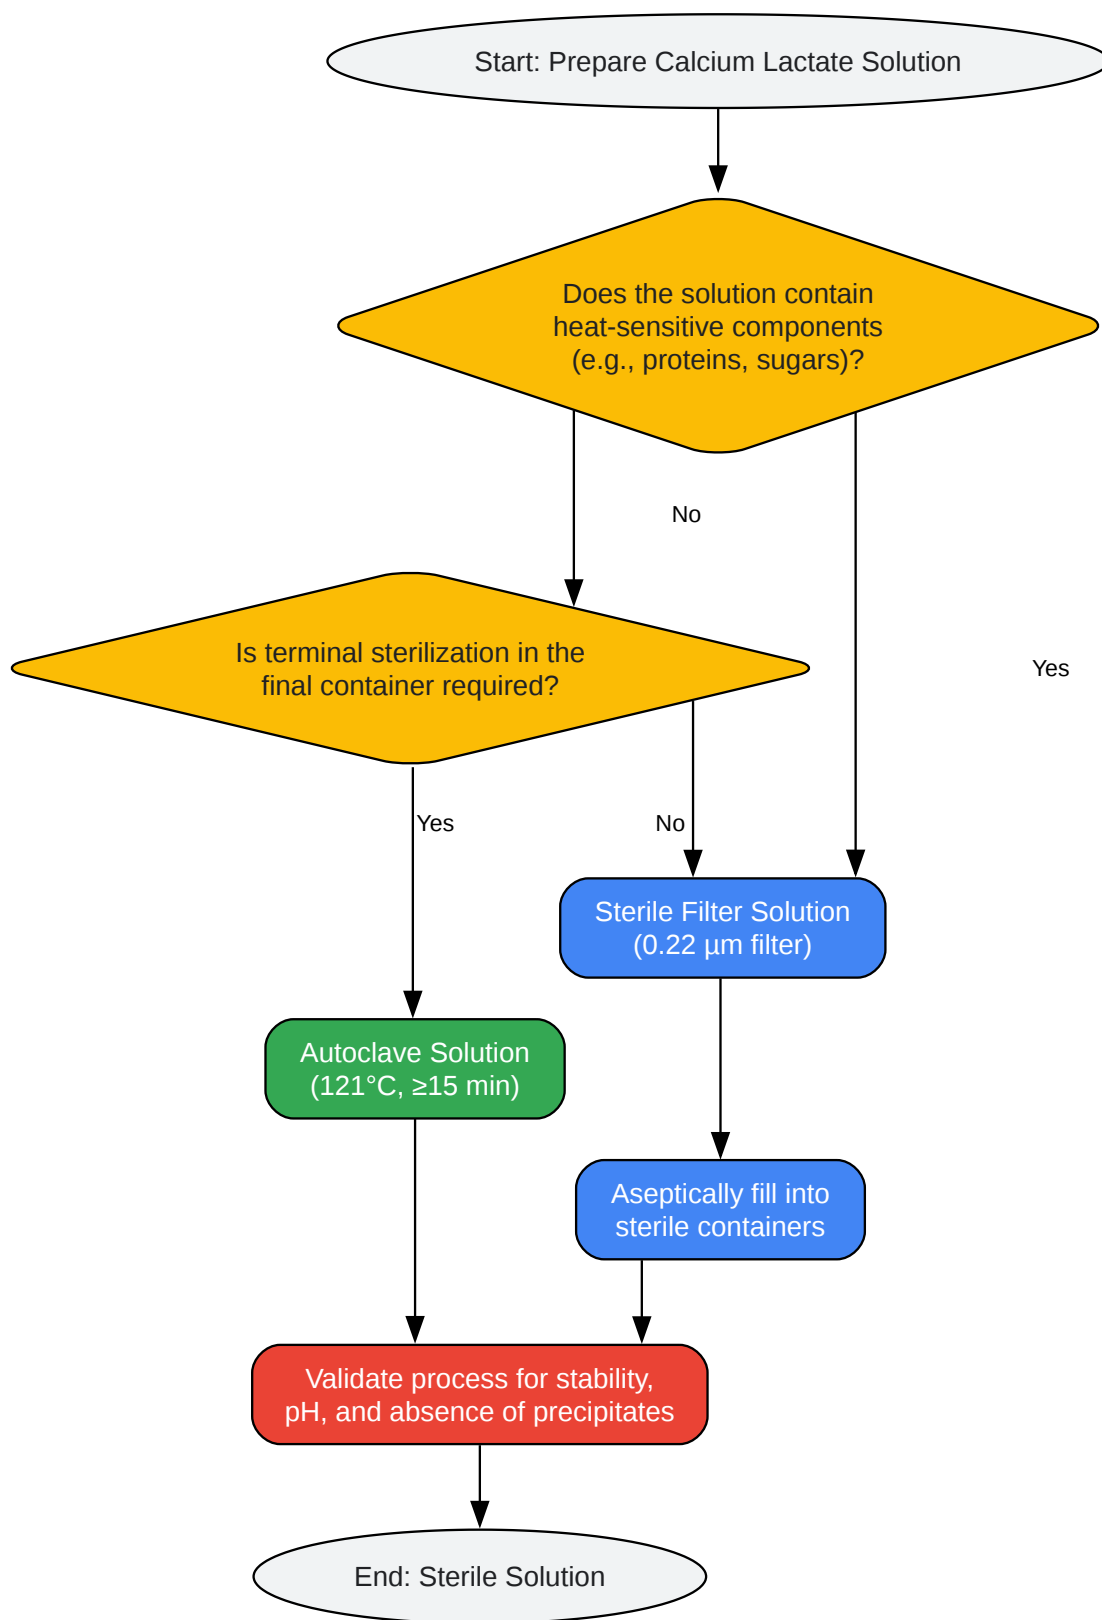 Start: Prepare Calcium Lactate Solution
Does the solution contain
heat-sensitive components
(e.g., proteins, sugars)?
No
Is terminal sterilization in the
final container required?
Yes
Yes
No
Sterile Filter Solution
(0.22 µm filter)
Autoclave Solution
(121°C, ≥15 min)
Aseptically fill into
sterile containers
Validate process for stability,
pH, and absence of precipitates
End: Sterile Solution